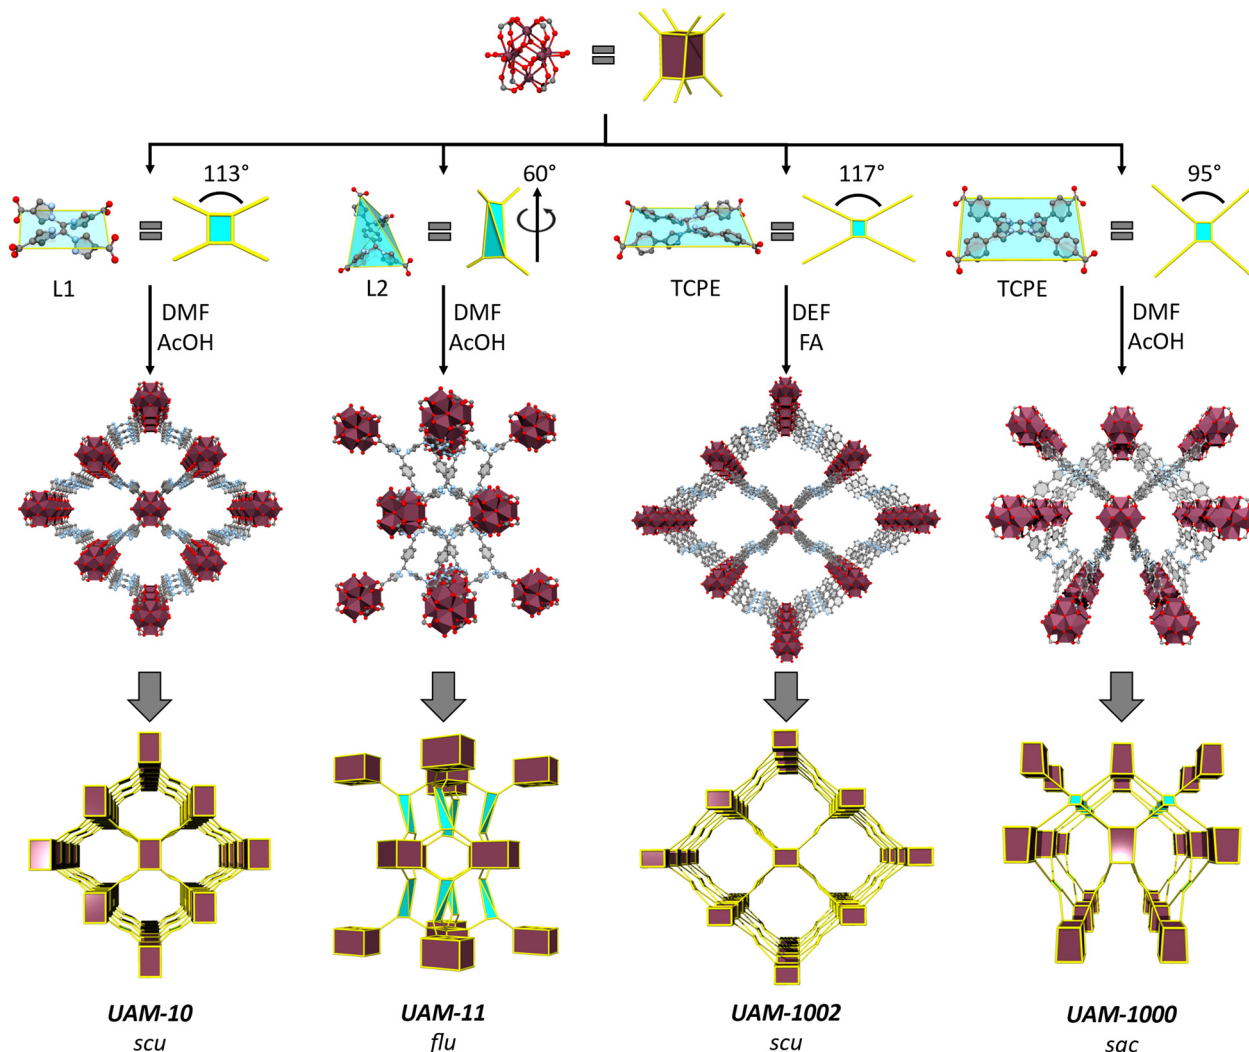 113°
60°
117°
95°
L1
L2
TCPE
TCPE
DMF
AcOH
DMF
AcOH
DEF
FA
DMF
AcOH
UAM-10
UAM-11
UAM-1002
UAM-1000
scu
flu
scu
sqc